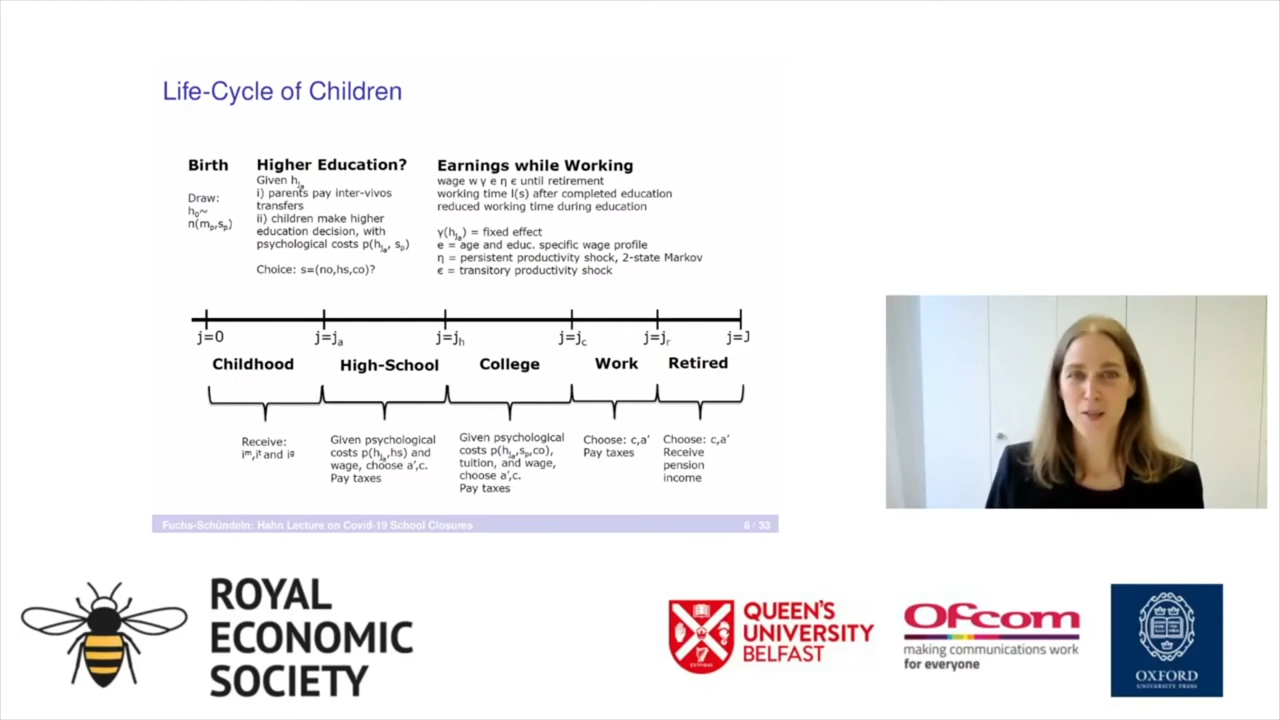 Life-Cycle of Children
Birth
Draw:
h₀~
n(mₚ,sₚ)
Higher Education?
Given hⱼₐ
i) parents pay inter-vivos
transfers
ii) children make higher
education decision, with
psychological costs p(hⱼₐ, sₚ)
Choice: s=(no,hs,co)?
Earnings while Working
wage w γ e η ϵ until retirement
working time l(s) after completed education
reduced working time during education
γ(hⱼₐ) = fixed effect
e = age and educ. specific wage profile
η = persistent productivity shock, 2-state Markov
ϵ = transitory productivity shock
j=0 j=jₐ j=jₕ j=j_c j=jᵣ j=J
Childhood High-School College Work Retired
Receive:
iᵐ,iᵗ and iᵍ
Given psychological
costs p(hⱼₐ,hs) and
wage, choose a',c.
Pay taxes
Given psychological
costs p(hⱼₐ,sₚ,co),
tuition, and wage,
choose a',c.
Pay taxes
Choose: c,a'
Pay taxes
Choose: c,a'
Receive
pension
income
Fuchs-Schündeln: Hahn Lecture on Covid-19 School Closures 6 / 33
ROYAL
ECONOMIC
SOCIETY
QUEEN'S
UNIVERSITY
BELFAST
Ofcom
making communications work
for everyone
OXFORD
UNIVERSITY PRESS